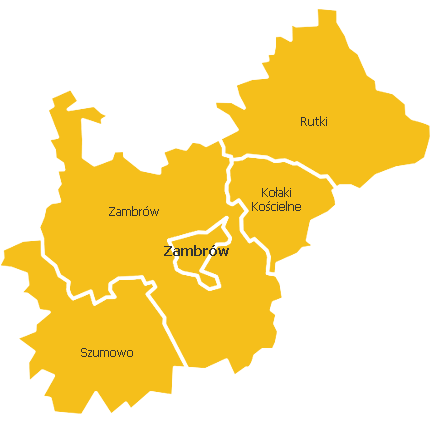 Rutki
Kołaki
Kościelne
Zambrów
Zambrów
Szumowo